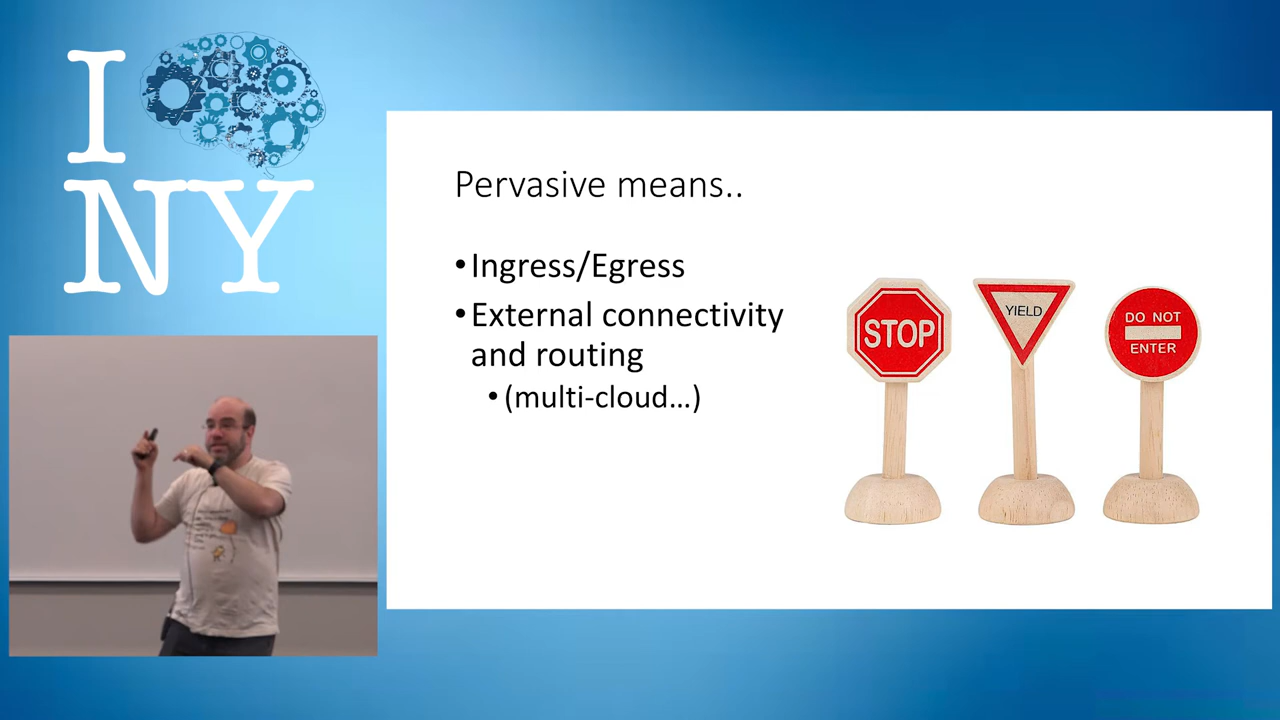 I
NY
Pervasive means..
•Ingress/Egress
•External connectivity
and routing
•(multi-cloud…)
STOP
YIELD
DO NOT
ENTER